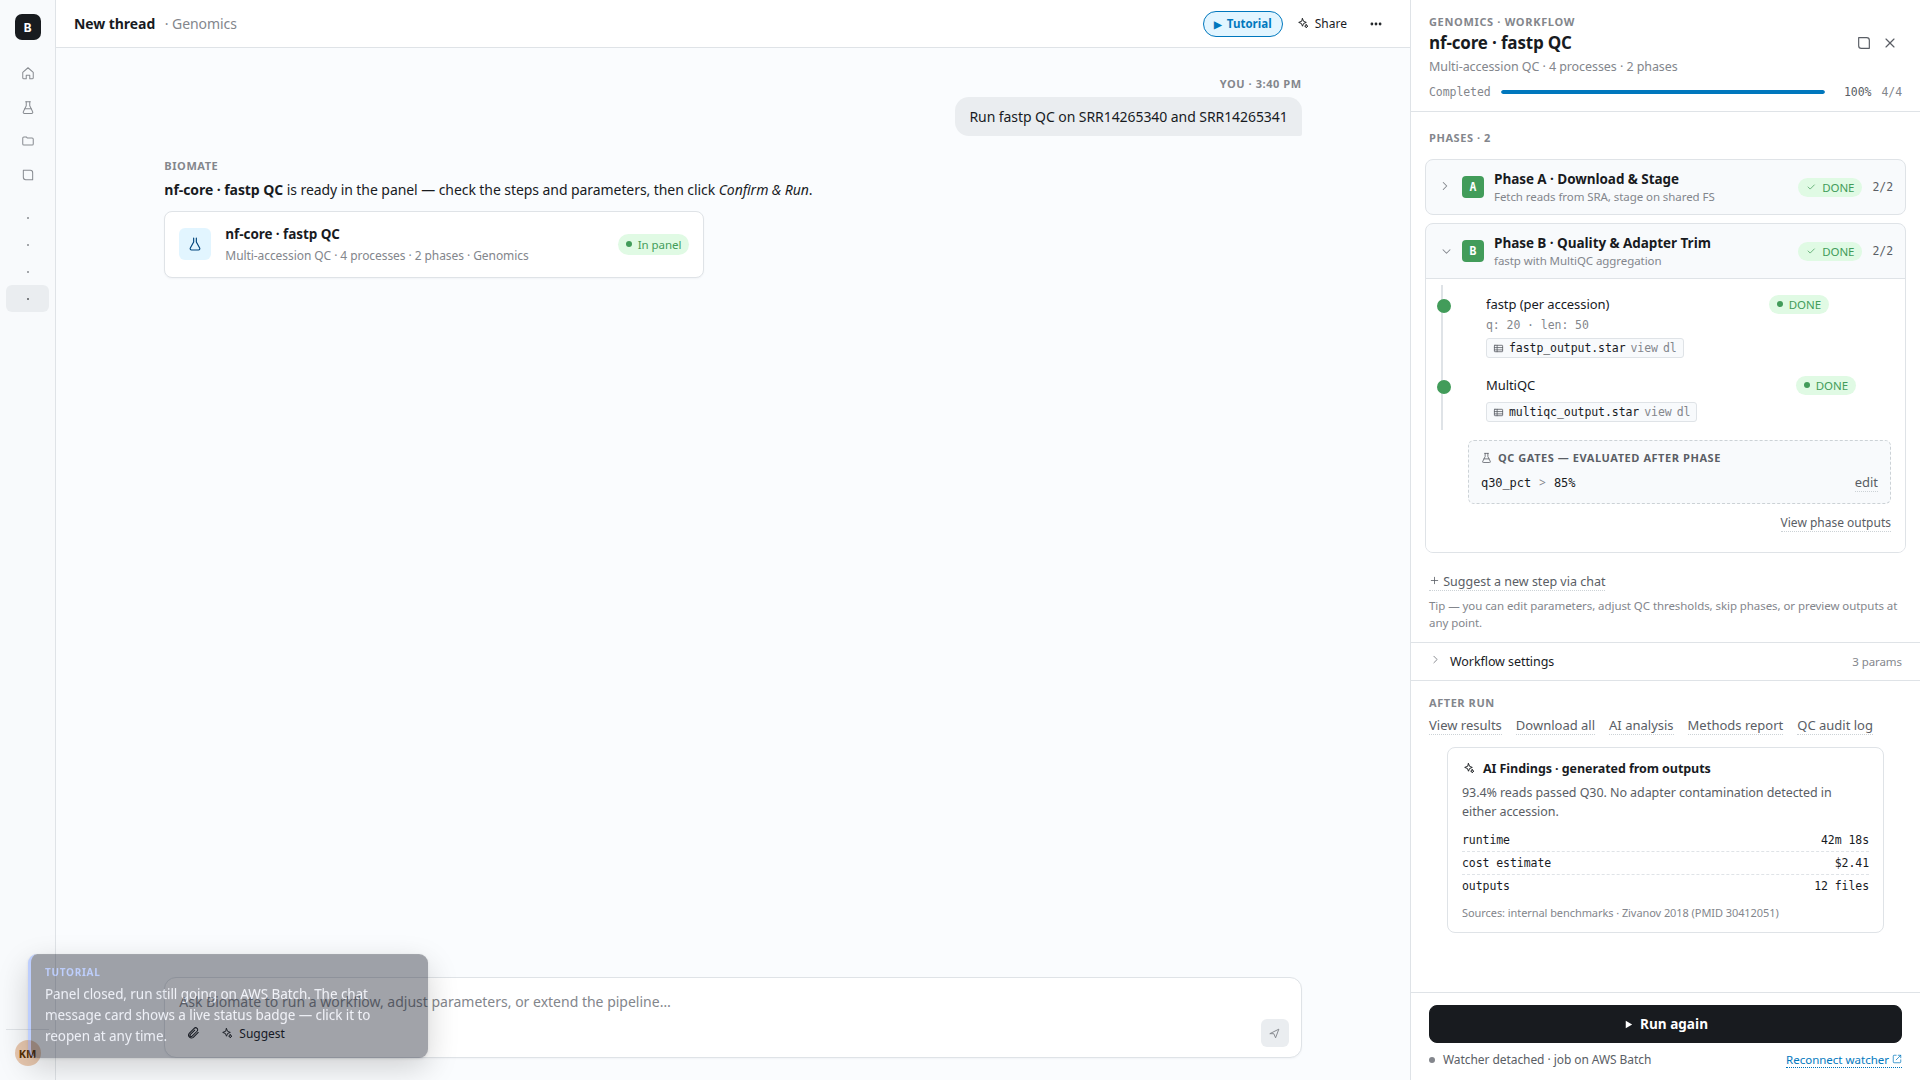 B
New thread · Genomics
▶ Tutorial
Share
YOU · 3:40 PM
Run fastp QC on SRR14265340 and SRR14265341
BIOMATE
nf-core · fastp QC is ready in the panel — check the steps and parameters, then click Confirm & Run.
nf-core · fastp QC
Multi-accession QC · 4 processes · 2 phases · Genomics
In panel
TUTORIAL
Panel closed, run still going on AWS Batch. The chat
message card shows a live status badge — click it to
reopen at any time.
Ask Biomate to run a workflow, adjust parameters, or extend the pipeline...
Suggest
KM
GENOMICS · WORKFLOW
nf-core · fastp QC
Multi-accession QC · 4 processes · 2 phases
Completed 100% 4/4
PHASES · 2
A
Phase A · Download & Stage
Fetch reads from SRA, stage on shared FS
DONE 2/2
B
Phase B · Quality & Adapter Trim
fastp with MultiQC aggregation
DONE 2/2
fastp (per accession) DONE
q: 20 · len: 50
fastp_output.star view dl
MultiQC DONE
multiqc_output.star view dl
QC GATES — EVALUATED AFTER PHASE
q30_pct > 85% edit
View phase outputs
+ Suggest a new step via chat
Tip — you can edit parameters, adjust QC thresholds, skip phases, or preview outputs at
any point.
Workflow settings 3 params
AFTER RUN
View results Download all AI analysis Methods report QC audit log
AI Findings · generated from outputs
93.4% reads passed Q30. No adapter contamination detected in
either accession.
runtime 42m 18s
cost estimate $2.41
outputs 12 files
Sources: internal benchmarks · Zivanov 2018 (PMID 30412051)
Run again
Watcher detached · job on AWS Batch Reconnect watcher